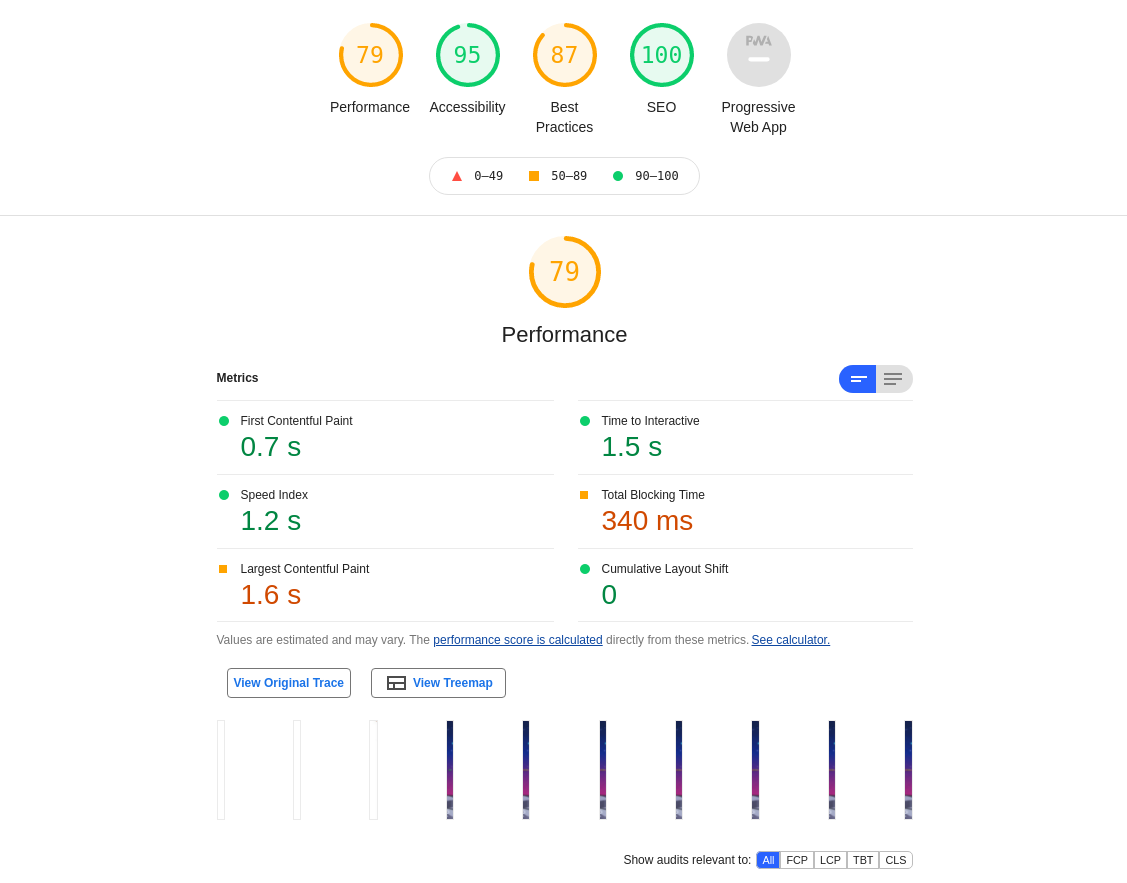 79 95 87 100 PWA
Performance Accessibility Best Practices SEO Progressive Web App
0–49 50–89 90–100
79
Performance
Metrics
First Contentful Paint
0.7 s
Time to Interactive
1.5 s
Speed Index
1.2 s
Total Blocking Time
340 ms
Largest Contentful Paint
1.6 s
Cumulative Layout Shift
0
Values are estimated and may vary. The performance score is calculated directly from these metrics. See calculator.
View Original Trace View Treemap
Show audits relevant to: All FCP LCP TBT CLS